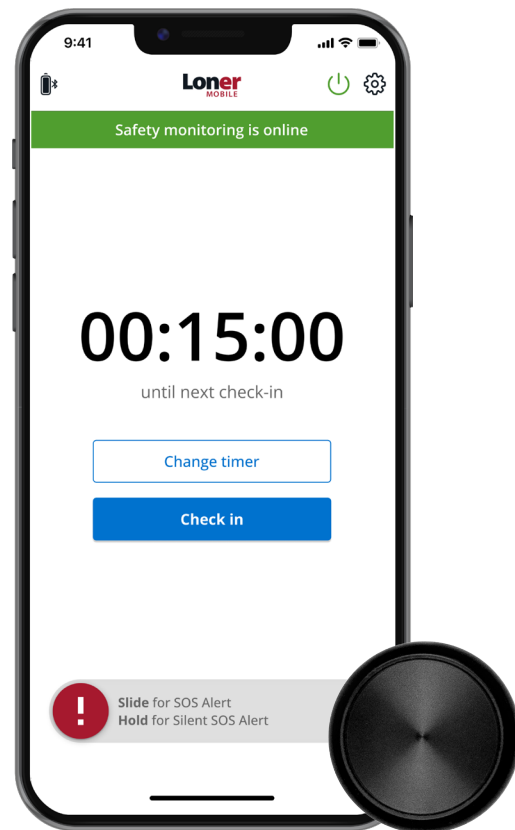 9:41
Loner
MOBILE
Safety monitoring is online
00:15:00
until next check-in
Change timer
Check in
!
Slide for SOS Alert
Hold for Silent SOS Alert